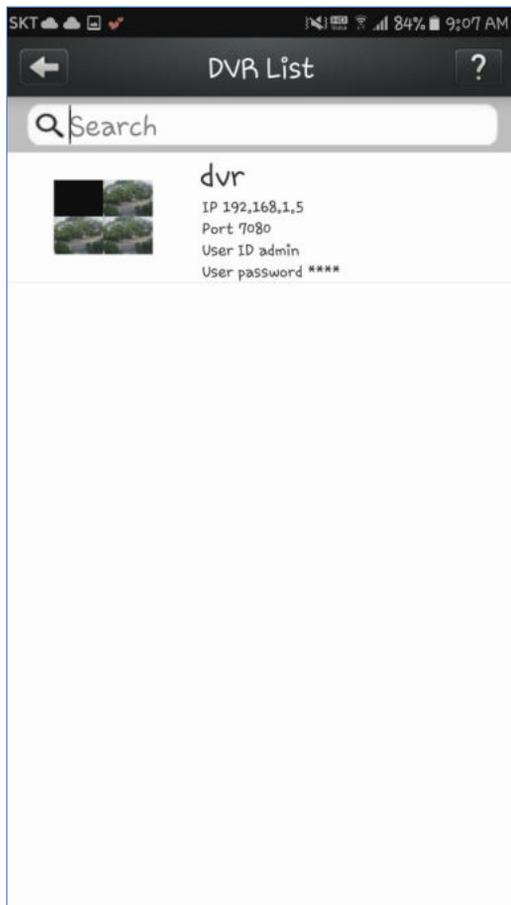 SKT 84% 9:07 AM
DVR List ?
Search
dvr
IP 192.168.1.5
Port 7080
User ID admin
User password ****